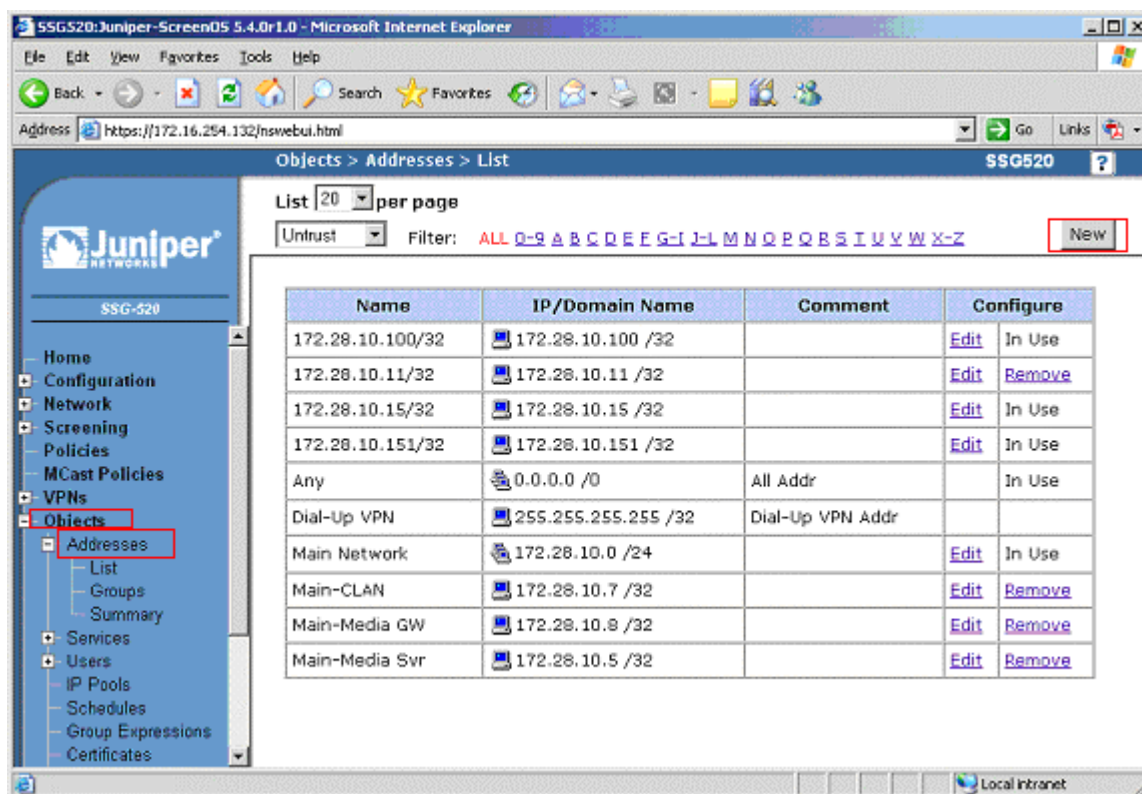 SSG520:Juniper-ScreenOS 5.4.0r1.0 - Microsoft Internet Explorer
File Edit View Favorites Tools Help
Back Search Favorites
Address https://172.16.254.132/nswebui.html Go Links
Objects > Addresses > List SSG520 ?
List 20 per page
Untrust Filter: ALL 0-9 A B C D E F G-I J-L M N O P Q R S T U V W X-Z New
Juniper
NETWORKS
SSG-520
Home
Configuration
Network
Screening
Policies
MCast Policies
VPNs
Objects
Addresses
List
Groups
Summary
Services
Users
IP Pools
Schedules
Group Expressions
Certificates
Name IP/Domain Name Comment Configure
172.28.10.100/32 172.28.10.100 /32 Edit In Use
172.28.10.11/32 172.28.10.11 /32 Edit Remove
172.28.10.15/32 172.28.10.15 /32 Edit In Use
172.28.10.151/32 172.28.10.151 /32 Edit In Use
Any 0.0.0.0 /0 All Addr In Use
Dial-Up VPN 255.255.255.255 /32 Dial-Up VPN Addr
Main Network 172.28.10.0 /24 Edit In Use
Main-CLAN 172.28.10.7 /32 Edit Remove
Main-Media GW 172.28.10.8 /32 Edit Remove
Main-Media Svr 172.28.10.5 /32 Edit Remove
Local intranet